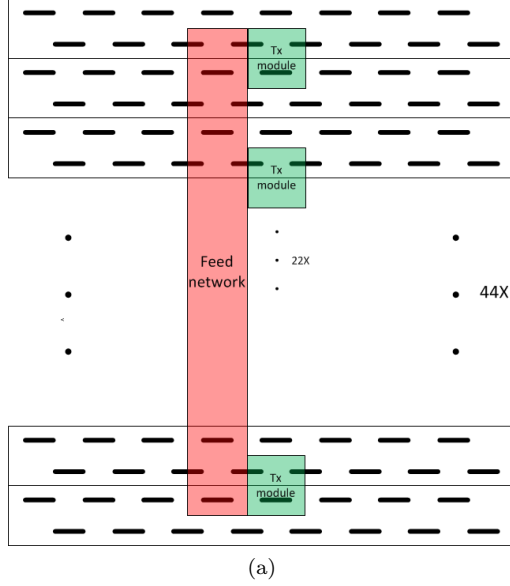 Tx
module
Tx
module
22X
Feed
network
44X
Tx
module
(a)